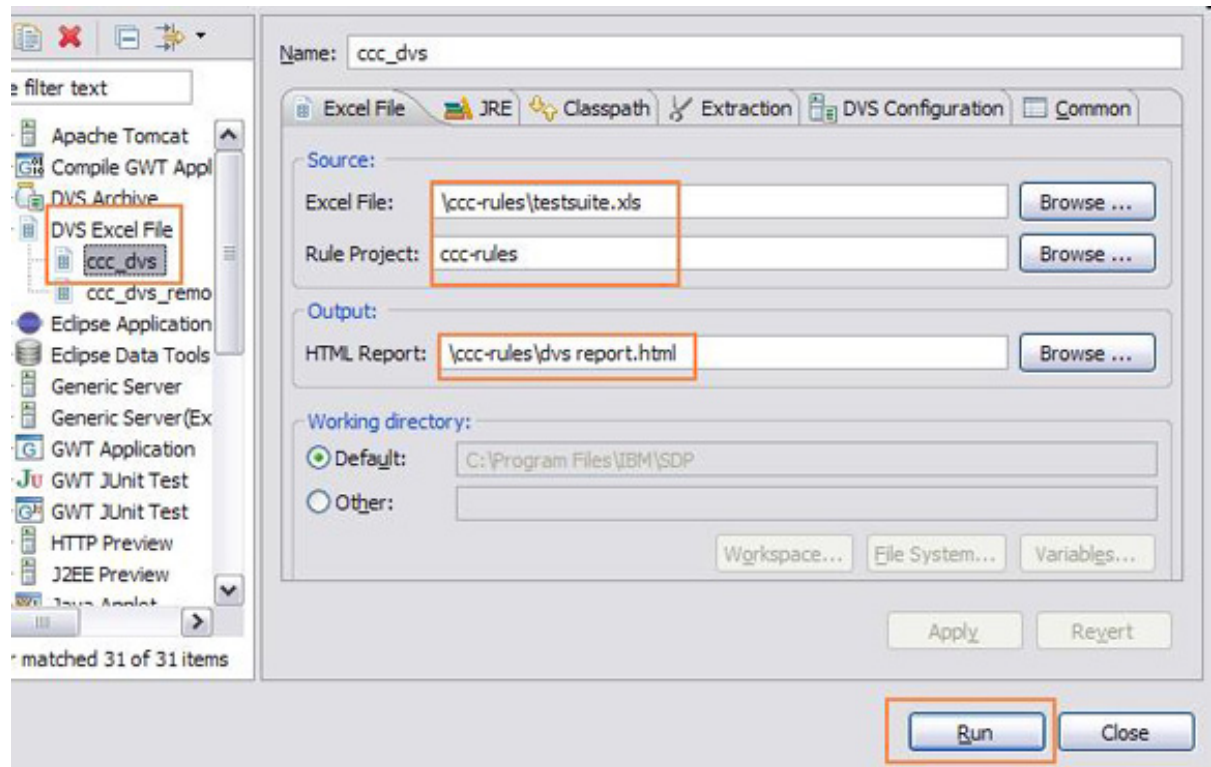 Name: ccc_dvs
e filter text
Excel File JRE Classpath Extraction DVS Configuration Common
Apache Tomcat
Compile GWT Appl
DVS Archive
DVS Excel File
ccc_dvs
ccc_dvs_remo
Eclipse Application
Eclipse Data Tools
Generic Server
Generic Server(Ex
GWT Application
Ju GWT JUnit Test
GWT JUnit Test
HTTP Preview
J2EE Preview
Java Applet
matched 31 of 31 items
Source:
Excel File: \ccc-rules\testsuite.xls Browse ...
Rule Project: ccc-rules Browse ...
Output:
HTML Report: \ccc-rules\dvs report.html Browse ...
Working directory:
Default: C:\Program Files\IBM\SDP
Other:
Workspace... File System... Variables...
Apply Revert
Run Close